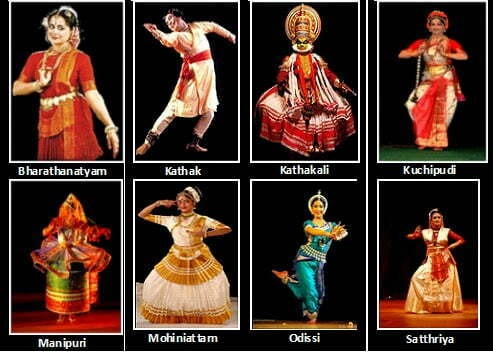 Bharathanatyam
Kathak
Kathakali
Kuchipudi
Manipuri
Mohiniattam
Odissi
Satthriya